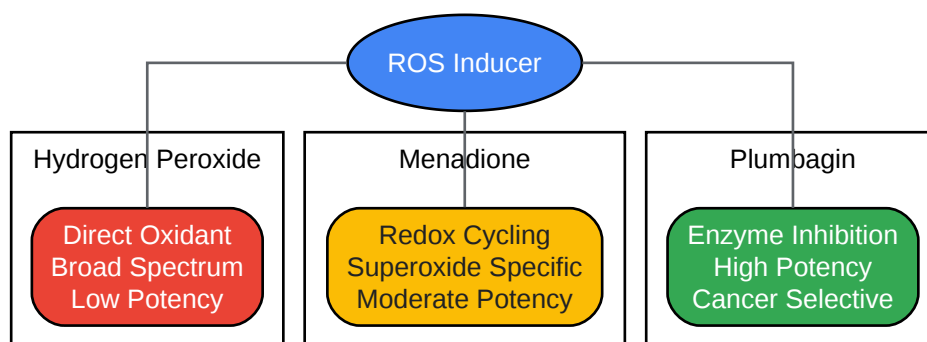 ROS Inducer
Hydrogen Peroxide
Direct Oxidant
Broad Spectrum
Low Potency
Menadione
Redox Cycling
Superoxide Specific
Moderate Potency
Plumbagin
Enzyme Inhibition
High Potency
Cancer Selective